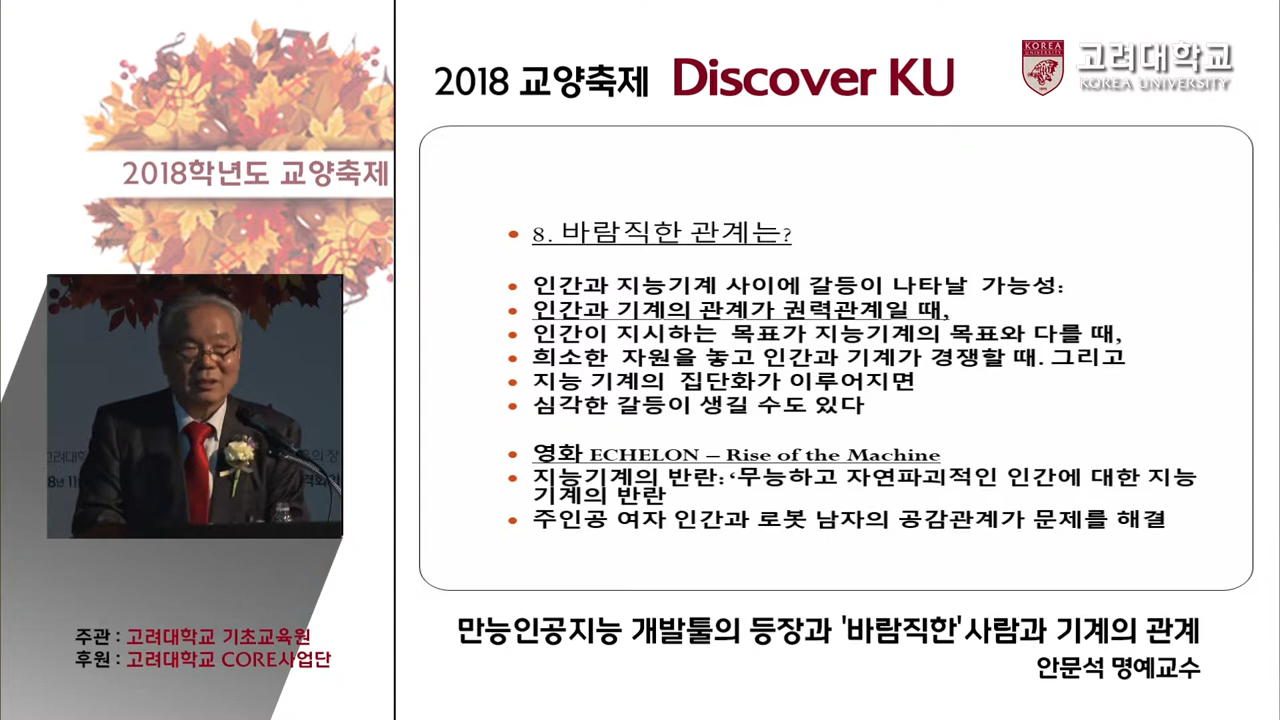 2018학년도 교양축제
고려대
육의 장
8년 11월
주관 : 고려대학교 기초교육원
후원 : 고려대학교 CORE사업단
2018 교양축제 Discover KU
KOREA
UNIVERSITY
고려대학교
KOREA UNIVERSITY
• 8. 바람직한 관계는?
• 인간과 지능기계 사이에 갈등이 나타날 가능성:
• 인간과 기계의 관계가 권력관계일 때,
• 인간이 지시하는 목표가 지능기계의 목표와 다를 때,
• 희소한 자원을 놓고 인간과 기계가 경쟁할 때. 그리고
• 지능 기계의 집단화가 이루어지면
• 심각한 갈등이 생길 수도 있다
• 영화 ECHELON – Rise of the Machine
• 지능기계의 반란: ‘무능하고 자연파괴적인 인간에 대한 지능
기계의 반란
• 주인공 여자 인간과 로봇 남자의 공감관계가 문제를 해결
만능인공지능 개발툴의 등장과 '바람직한' 사람과 기계의 관계
안문석 명예교수